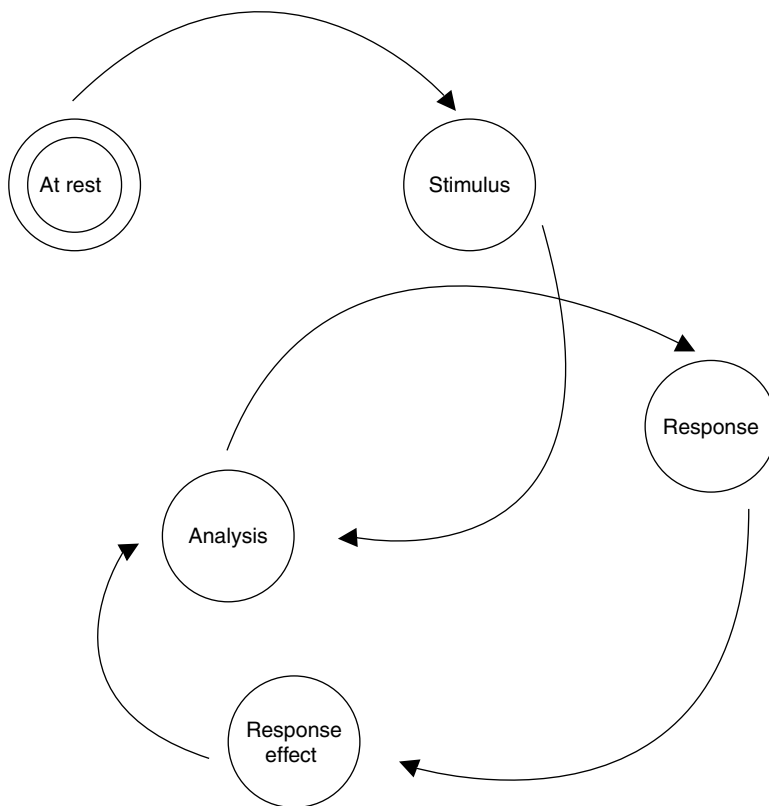 At rest
Stimulus
Response
Analysis
Response
effect